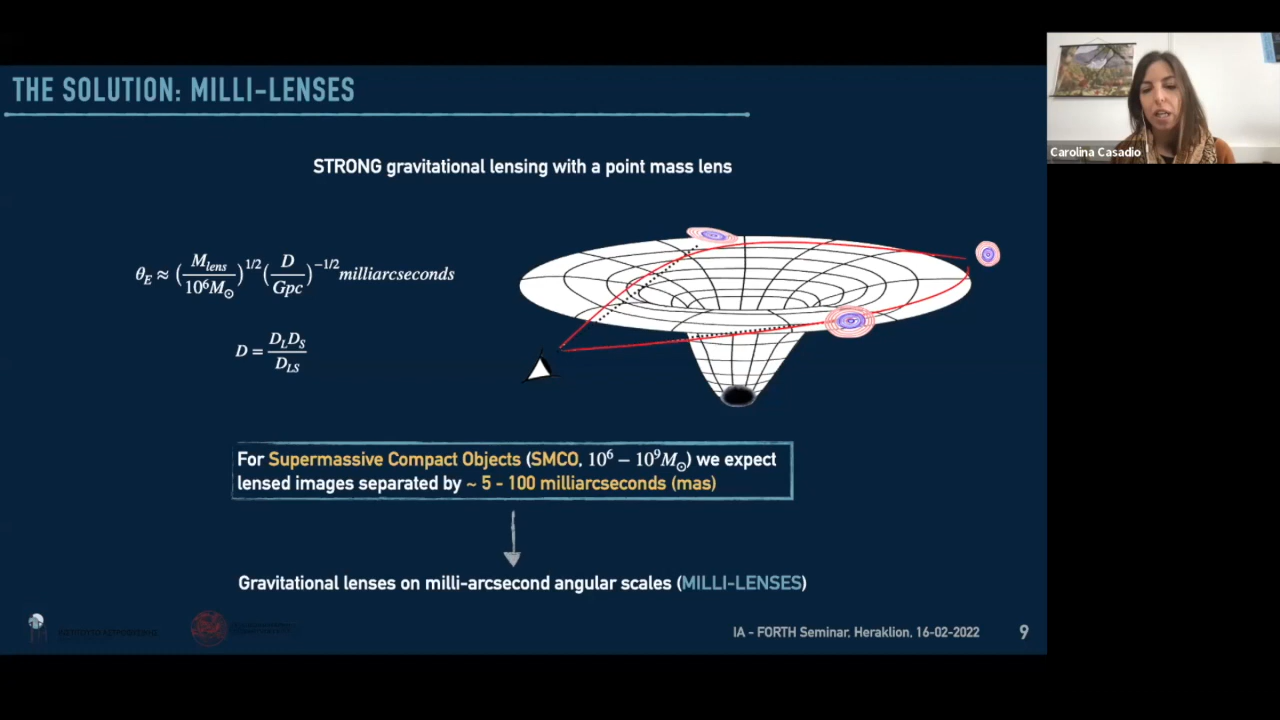 THE SOLUTION: MILLI-LENSES
Carolina Casadio
STRONG gravitational lensing with a point mass lens
θ_E ≈ (M_lens / 10^6 M_⊙)^1/2 (D / Gpc)^−1/2 milliarcseconds
D = D_L D_S / D_LS
For Supermassive Compact Objects (SMCO, 10^6 − 10^9 M_⊙) we expect
lensed images separated by ~ 5 - 100 milliarcseconds (mas)
Gravitational lenses on milli-arcsecond angular scales (MILLI-LENSES)
IA - FORTH Seminar, Heraklion, 16-02-2022
9